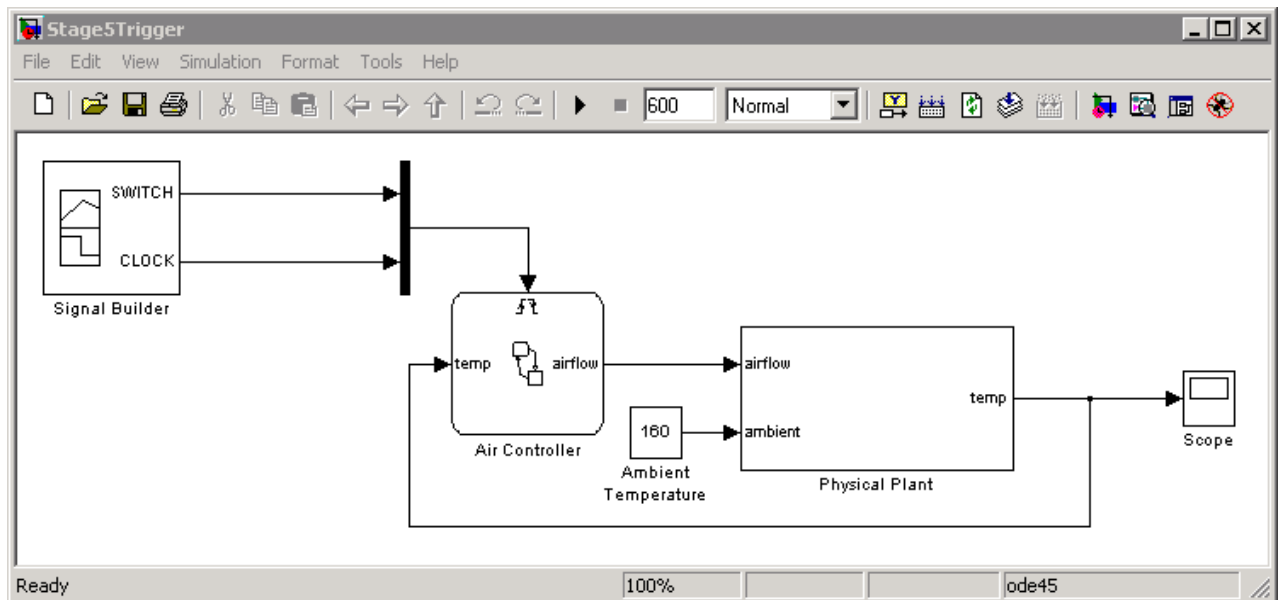 Stage5Trigger
File Edit View Simulation Format Tools Help
600 Normal
SWITCH
CLOCK
Signal Builder
temp airflow
Air Controller
160
Ambient
Temperature
airflow
ambient
temp
Physical Plant
Scope
Ready 100% ode45